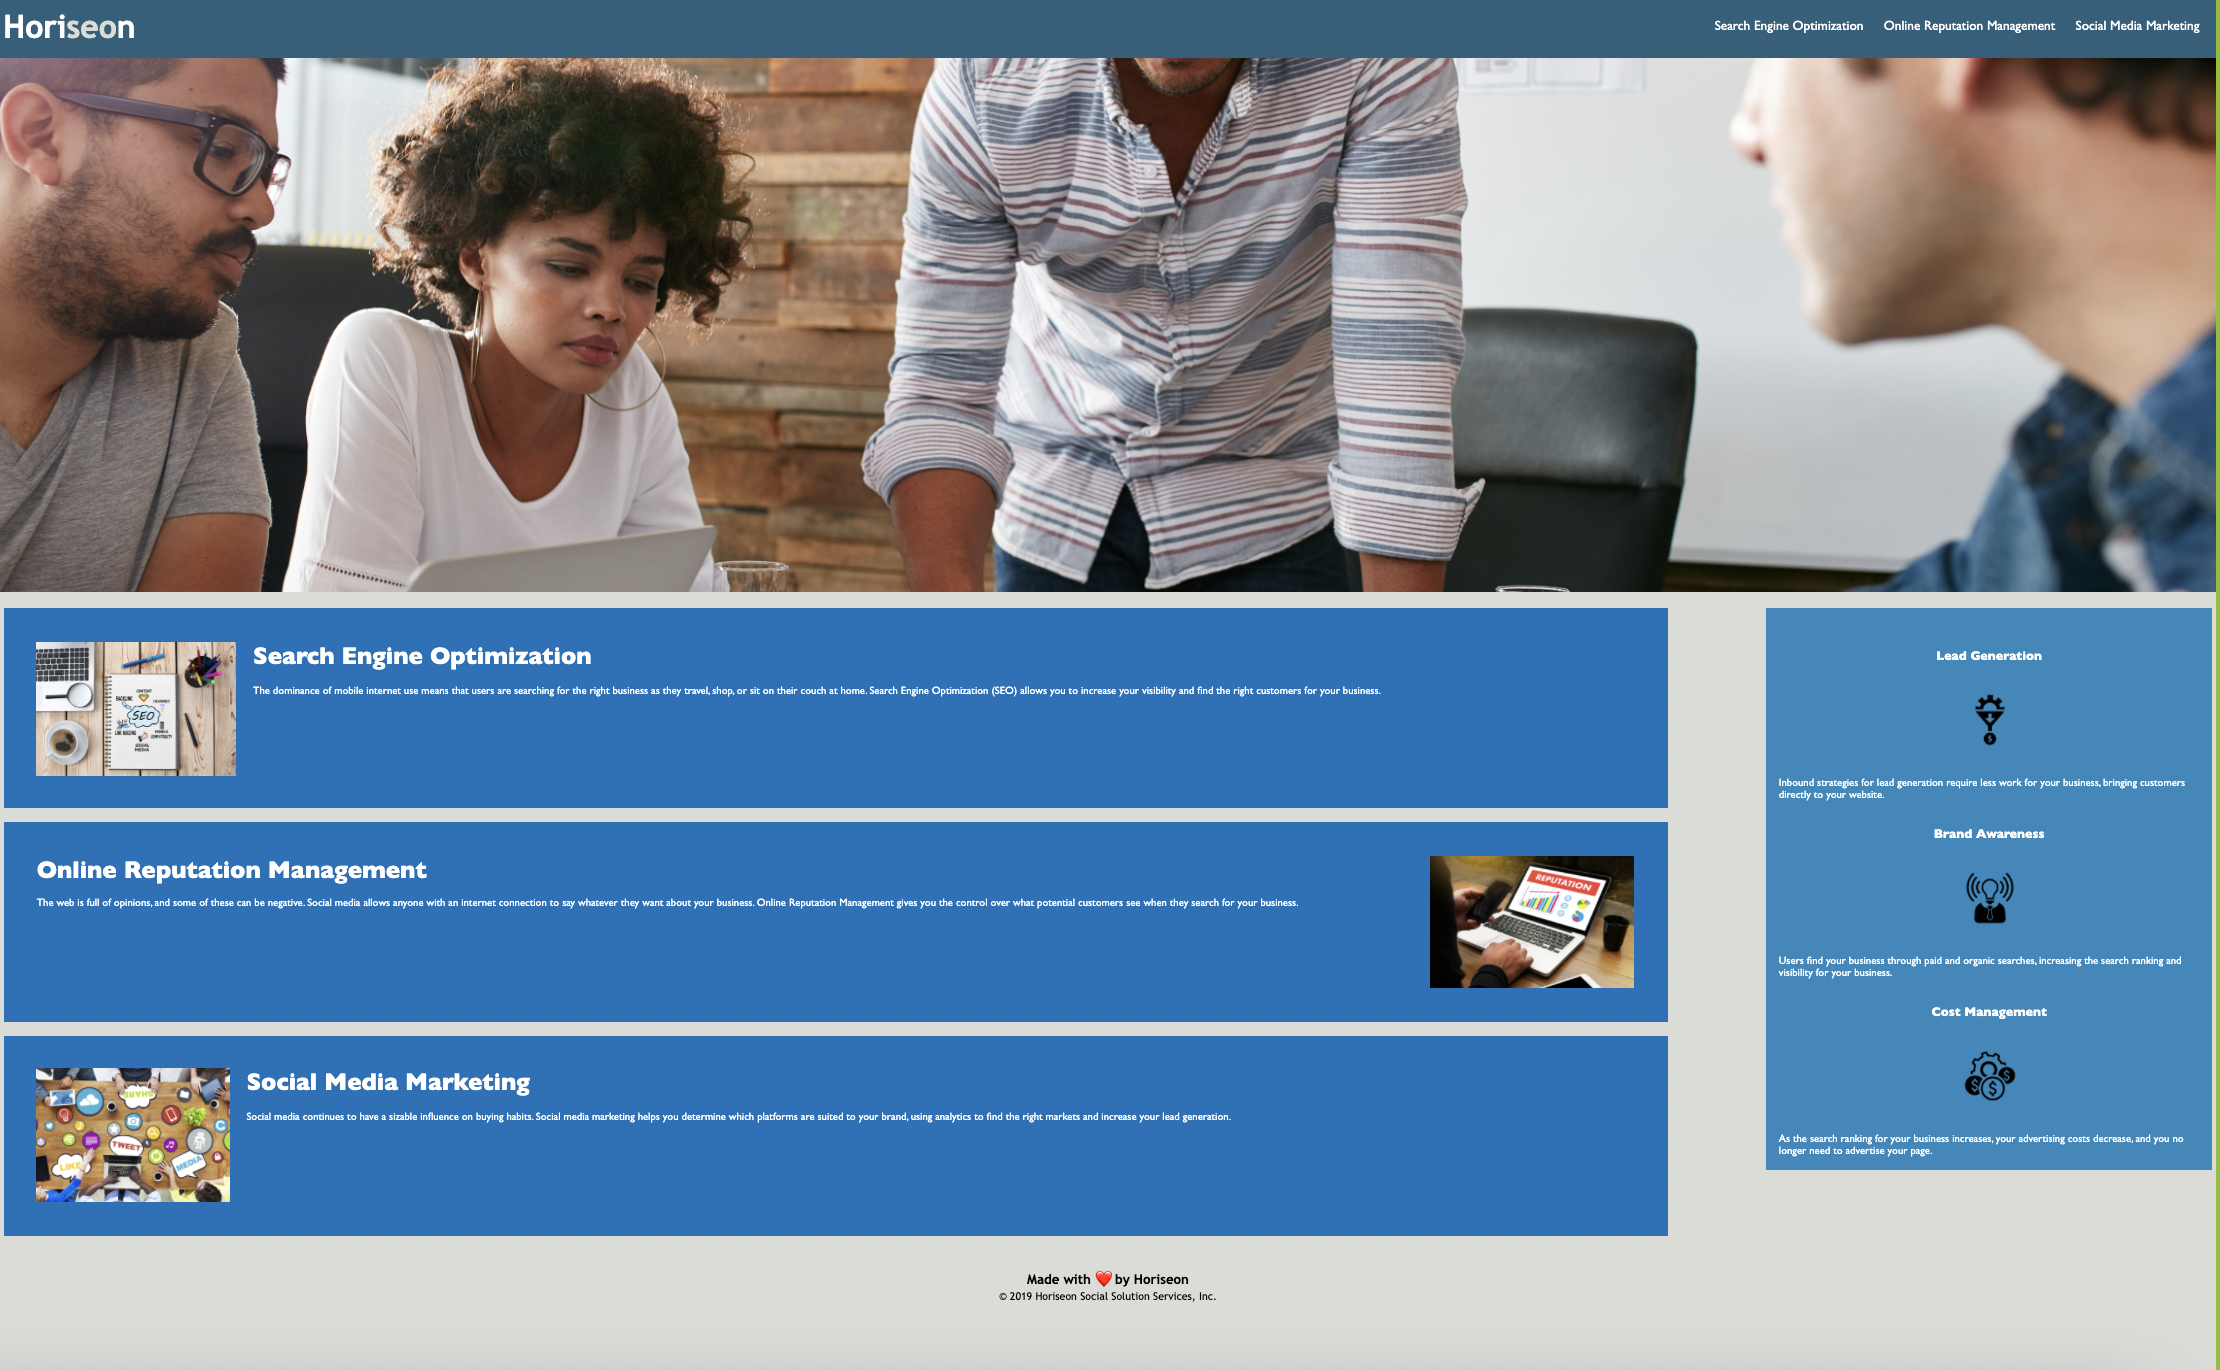 Horiseon
Search Engine Optimization
Online Reputation Management
Social Media Marketing
Search Engine Optimization
The dominance of mobile internet use means that users are searching for the right business as they travel, shop, or sit on their couch at home. Search Engine Optimization (SEO) allows you to increase your visibility and find the right customers for your business.
SEO
Online Reputation Management
The web is full of opinions, and some of these can be negative. Social media allows anyone with an internet connection to say whatever they want about your business. Online Reputation Management gives you the control over what potential customers see when they search for your business.
REPUTATION
Social Media Marketing
Social media continues to have a sizable influence on buying habits. Social media marketing helps you determine which platforms are suited to your brand, using analytics to find the right markets and increase your lead generation.
SHARE
TWEET
LIKE
MEDIA
Lead Generation
Inbound strategies for lead generation require less work for your business, bringing customers
directly to your website.
Brand Awareness
Users find your business through paid and organic searches, increasing the search ranking and
visibility for your business.
Cost Management
As the search ranking for your business increases, your advertising costs decrease, and you no
longer need to advertise your page.
Made with ❤️ by Horiseon
© 2019 Horiseon Social Solution Services, Inc.